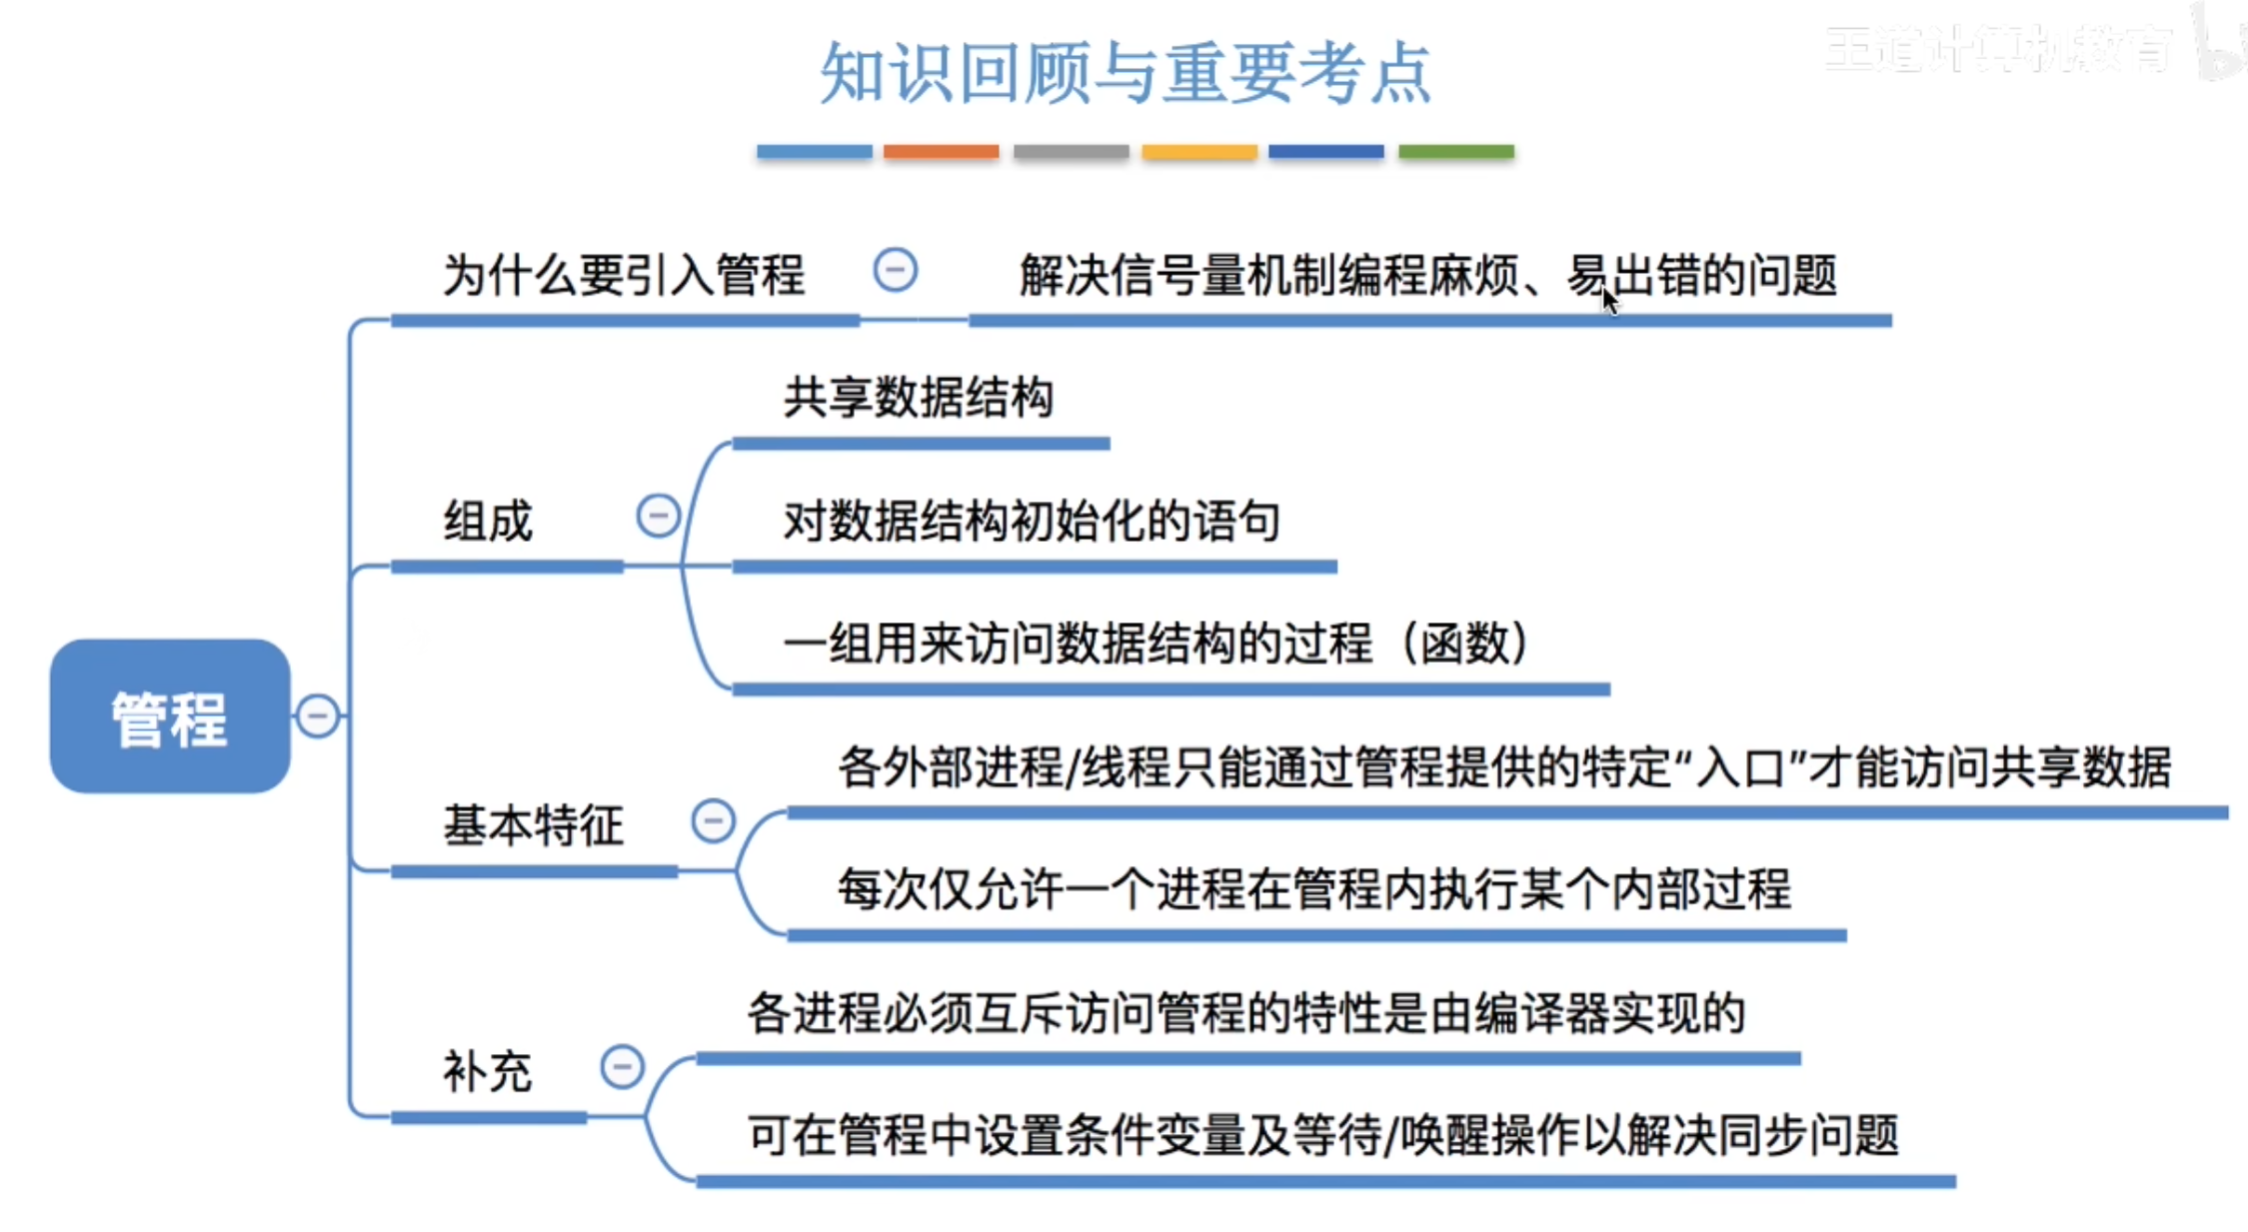 王道计算机教育
知识回顾与重要考点
为什么要引入管程
解决信号量机制编程麻烦、易出错的问题
共享数据结构
组成
对数据结构初始化的语句
一组用来访问数据结构的过程（函数）
管程
各外部进程/线程只能通过管程提供的特定“入口”才能访问共享数据
基本特征
每次仅允许一个进程在管程内执行某个内部过程
各进程必须互斥访问管程的特性是由编译器实现的
补充
可在管程中设置条件变量及等待/唤醒操作以解决同步问题